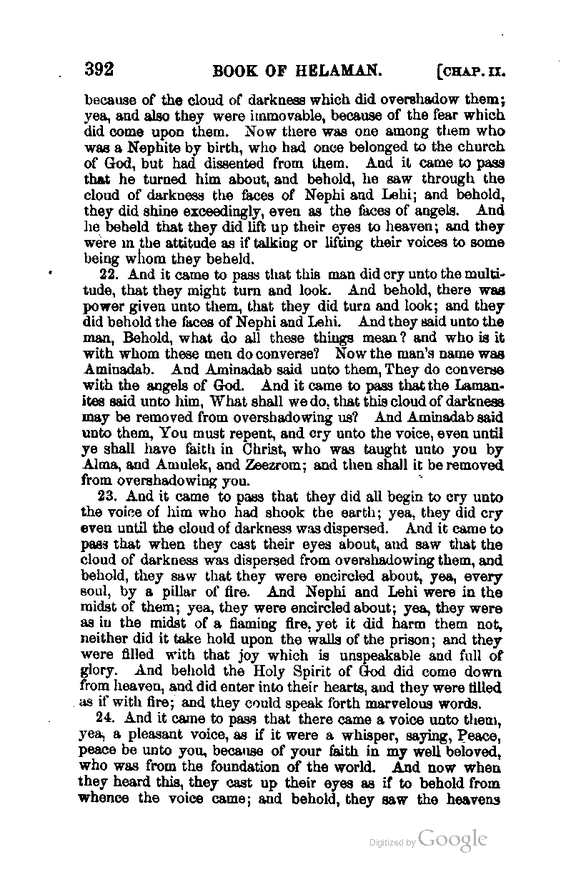 392 BOOK OF HELAMAN. [CHAP. II.
because of the cloud of darkness which did overshadow them;
yea, and also they were immovable, because of the fear which
did come upon them. Now there was one among them who
was a Nephite by birth, who had once belonged to the church
of God, but had dissented from them. And it came to pass
that he turned him about, and behold, he saw through the
cloud of darkness the faces of Nephi and Lehi; and behold,
they did shine exceedingly, even as the faces of angels. And
he beheld that they did lift up their eyes to heaven; and they
were in the attitude as if talking or lifting their voices to some
being whom they beheld.
22. And it came to pass that this man did cry unto the multi-
tude, that they might turn and look. And behold, there was
power given unto them, that they did turn and look; and they
did behold the faces of Nephi and Lehi. And they said unto the
man, Behold, what do all these things mean? and who is it
with whom these men do converse? Now the man's name was
Aminadab. And Aminadab said unto them, They do converse
with the angels of God. And it came to pass that the Laman-
ites said unto him, What shall we do, that this cloud of darkness
may be removed from overshadowing us? And Aminadab said
unto them, You must repent, and cry unto the voice, even until
ye shall have faith in Christ, who was taught unto you by
Alma, and Amulek, and Zeezrom; and then shall it be removed
from overshadowing you.
23. And it came to pass that they did all begin to cry unto
the voice of him who had shook the earth; yea, they did cry
even until the cloud of darkness was dispersed. And it came to
pass that when they cast their eyes about, and saw that the
cloud of darkness was dispersed from overshadowing them, and
behold, they saw that they were encircled about, yea, every
soul, by a pillar of fire. And Nephi and Lehi were in the
midst of them; yea, they were encircled about; yea, they were
as in the midst of a flaming fire, yet it did harm them not,
neither did it take hold upon the walls of the prison; and they
were filled with that joy which is unspeakable and full of
glory. And behold the Holy Spirit of God did come down
from heaven, and did enter into their hearts, and they were filled
as if with fire; and they could speak forth marvelous words.
24. And it came to pass that there came a voice unto them,
yea, a pleasant voice, as if it were a whisper, saying, Peace,
peace be unto you, because of your faith in my well beloved,
who was from the foundation of the world. And now when
they heard this, they cast up their eyes as if to behold from
whence the voice came; and behold, they saw the heavens
Digitized by Google